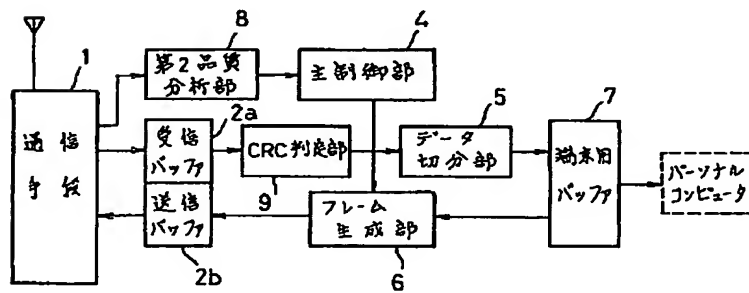 8
4
1
第2品質
分析部
主制御部
2a
5
7
通信
手段
受信
バッファ
CRC判定部
データ
切分部
端末用
バッファ
パーソナル
コンピュータ
9
送信
バッファ
フレーム
生成部
2b
6